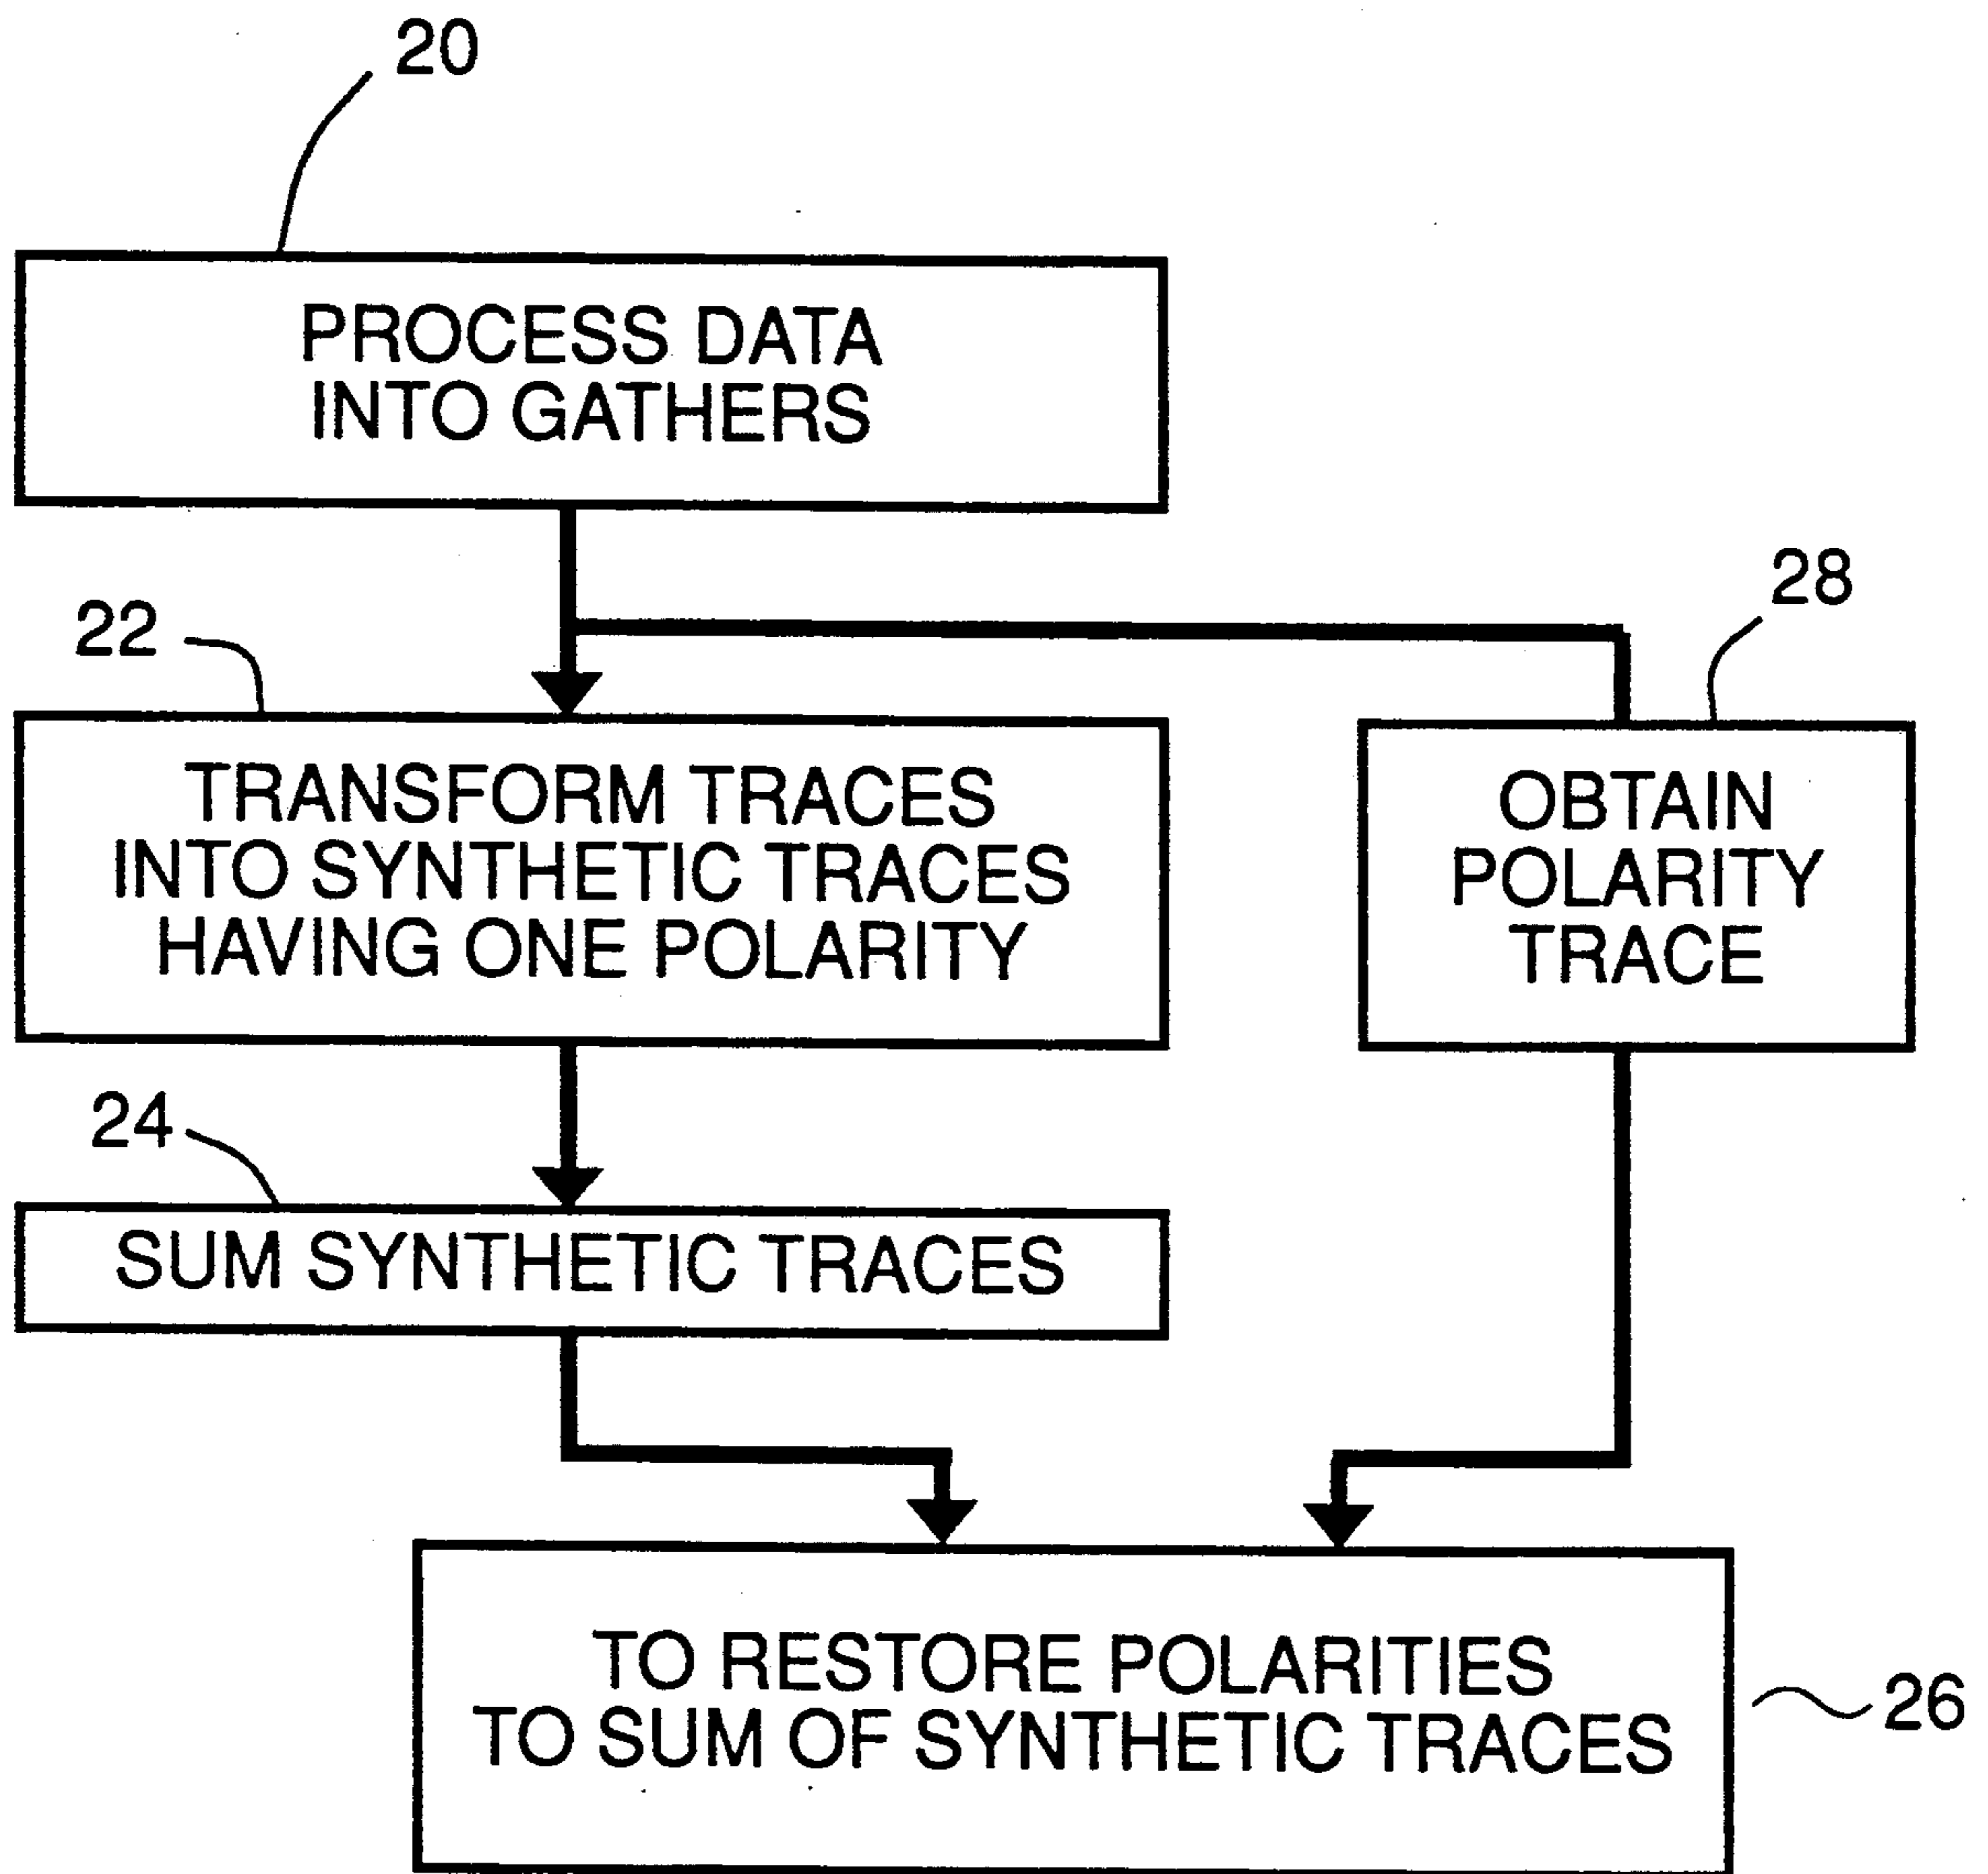 20
PROCESS DATA
INTO GATHERS
22
28
TRANSFORM TRACES
INTO SYNTHETIC TRACES
HAVING ONE POLARITY
OBTAIN
POLARITY
TRACE
24
SUM SYNTHETIC TRACES
TO RESTORE POLARITIES
TO SUM OF SYNTHETIC TRACES
26